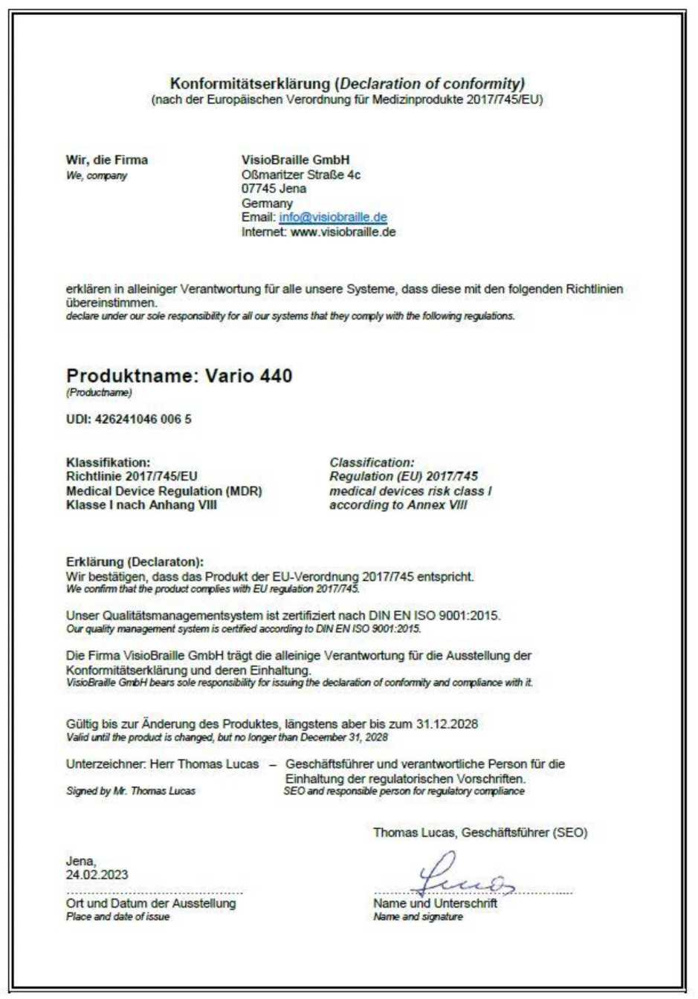 Konformitätserklärung (Declaration of conformity)
(nach der Europäischen Verordnung für Medizinprodukte 2017/745/EU)
Wir, die Firma
We, company
VisioBraille GmbH
Oßmaritzer Straße 4c
07745 Jena
Germany
Email: info@visiobraille.de
Internet: www.visiobraille.de
erklären in alleiniger Verantwortung für alle unsere Systeme, dass diese mit den folgenden Richtlinien
übereinstimmen.
declare under our sole responsibility for all our systems that they comply with the following regulations.
Produktname: Vario 440
(Productname)
UDI: 426241046 006 5
Klassifikation:
Richtlinie 2017/745/EU
Medical Device Regulation (MDR)
Klasse I nach Anhang VIII
Classification:
Regulation (EU) 2017/745
medical devices risk class I
according to Annex VIII
Erklärung (Declaraton):
Wir bestätigen, dass das Produkt der EU-Verordnung 2017/745 entspricht.
We confirm that the product complies with EU regulation 2017/745.
Unser Qualitätsmanagementsystem ist zertifiziert nach DIN EN ISO 9001:2015.
Our quality management system is certified according to DIN EN ISO 9001:2015.
Die Firma VisioBraille GmbH trägt die alleinige Verantwortung für die Ausstellung der
Konformitätserklärung und deren Einhaltung.
VisioBraille GmbH bears sole responsibility for issuing the declaration of conformity and compliance with it.
Gültig bis zur Änderung des Produktes, längstens aber bis zum 31.12.2028
Valid until the product is changed, but no longer than December 31, 2028
Unterzeichner: Herr Thomas Lucas – Geschäftsführer und verantwortliche Person für die
Einhaltung der regulatorischen Vorschriften.
Signed by Mr. Thomas Lucas SEO and responsible person for regulatory compliance
Thomas Lucas, Geschäftsführer (SEO)
Jena,
24.02.2023
Lucas
Ort und Datum der Ausstellung
Place and date of issue
Name und Unterschrift
Name and signature